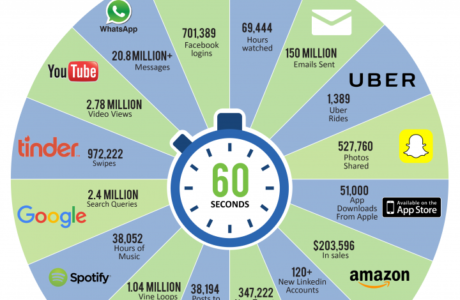 WhatsApp
20.8 MILLION+
Messages
701,389
Facebook
logins
69,444
Hours
watched
150 MILLION
Emails Sent
UBER
1,389
Uber
Rides
527,760
Photos
Shared
51,000
App
Downloads
From Apple
Available on the
App Store
$203,596
In sales
amazon
120+
New Linkedin
Accounts
347,222
38,194
Posts to
1.04 MILLION
Vine Loops
38,052
Hours of
Music
Spotify
2.4 MILLION
Search Queries
Google
972,222
Swipes
tinder
2.78 MILLION
Video Views
YouTube
60
SECONDS